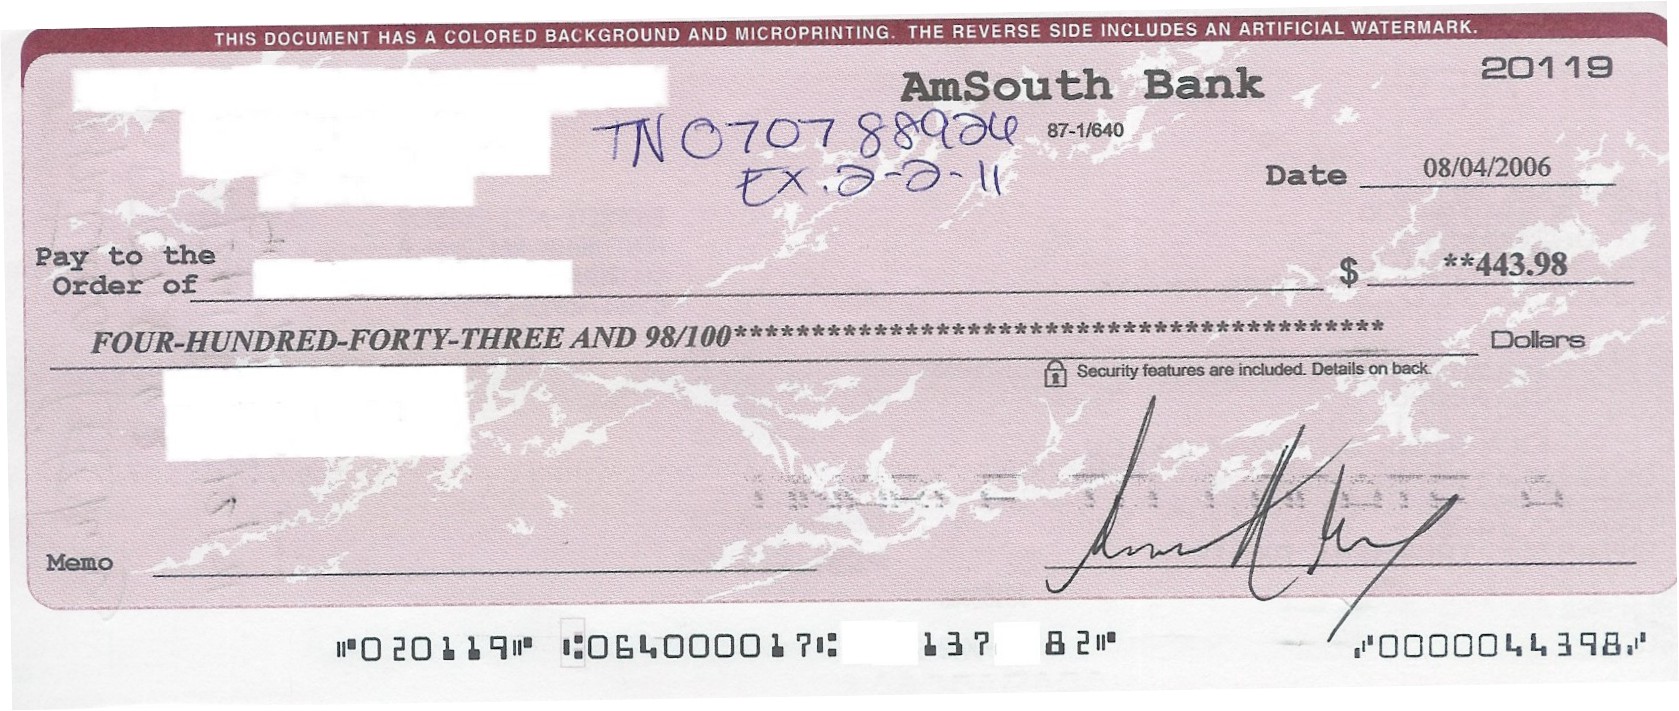 THIS DOCUMENT HAS A COLORED BACKGROUND AND MICROPRINTING. THE REVERSE SIDE INCLUDES AN ARTIFICIAL WATERMARK.
20119
AmSouth Bank
TN 070788924
87-1/640
EX. 2-2-11
Date 08/04/2006
Pay to the
Order of
$ **443.98
FOUR-HUNDRED-FORTY-THREE AND 98/100******************************************
Dollars
Security features are included. Details on back.
Memo
⑈020119⑈ ⑆064000017⑆ 137 82⑈ ⑇0000044398⑇